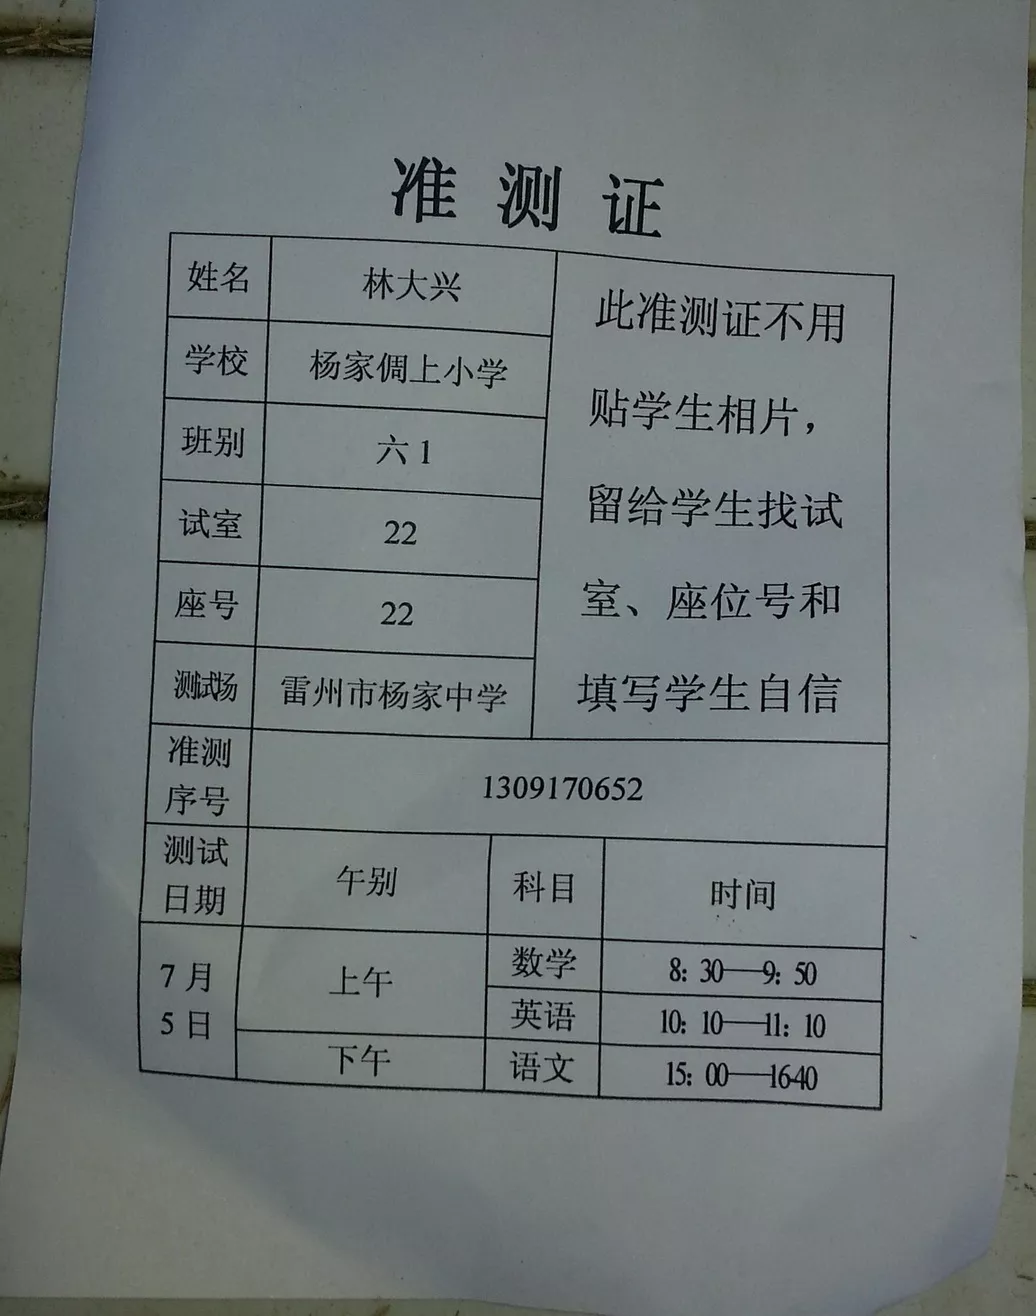 准测证
姓名 林大兴
学校 杨家倜上小学
班别 六1
试室 22
座号 22
测试场 雷州市杨家中学
此准测证不用
贴学生相片，
留给学生找试
室、座位号和
填写学生自信
准测
序号
1309170652
测试
日期
午别 科目 时间
7月
5日
上午 数学 8：30—9：50
英语 10：10—11：10
下午 语文 15：00—1640